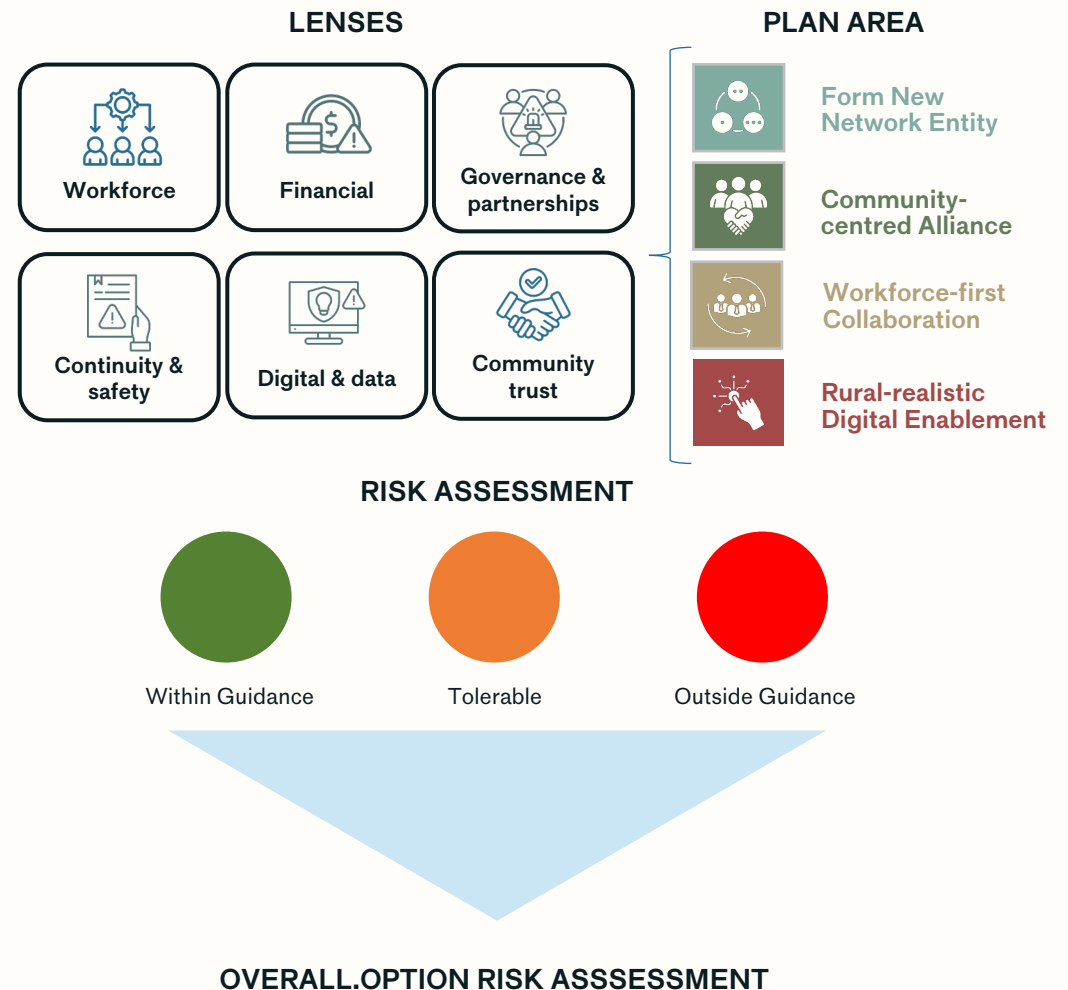 LENSES
Workforce
Financial
Governance &
partnerships
Continuity &
safety
Digital & data
Community
trust
PLAN AREA
Form New
Network Entity
Community-
centred Alliance
Workforce-first
Collaboration
Rural-realistic
Digital Enablement
RISK ASSESSMENT
Within Guidance
Tolerable
Outside Guidance
OVERALL.OPTION RISK ASSSESSMENT